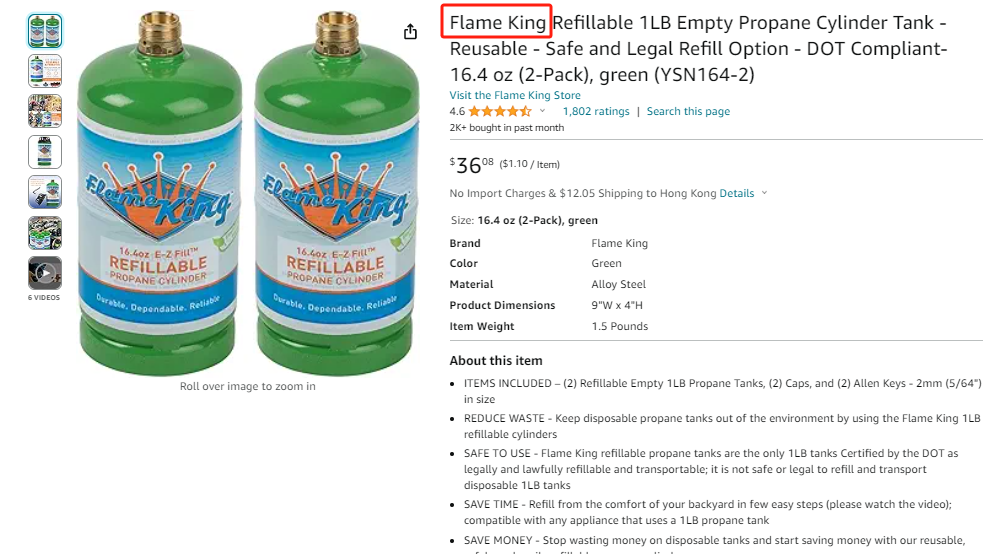 Flame King Refillable 1LB Empty Propane Cylinder Tank -
Reusable - Safe and Legal Refill Option - DOT Compliant-
16.4 oz (2-Pack), green (YSN164-2)
Visit the Flame King Store
4.6
1,802 ratings | Search this page
2K+ bought in past month
$36 08 ($1.10 / Item)
No Import Charges & $12.05 Shipping to Hong Kong Details
Size: 16.4 oz (2-Pack), green
Brand Flame King
Color Green
Material Alloy Steel
Product Dimensions 9"W x 4"H
Item Weight 1.5 Pounds
About this item
• ITEMS INCLUDED – (2) Refillable Empty 1LB Propane Tanks, (2) Caps, and (2) Allen Keys - 2mm (5/64")
in size
• REDUCE WASTE - Keep disposable propane tanks out of the environment by using the Flame King 1LB
refillable cylinders
• SAFE TO USE - Flame King refillable propane tanks are the only 1LB tanks Certified by the DOT as
legally and lawfully refillable and transportable; it is not safe or legal to refill and transport
disposable 1LB tanks
• SAVE TIME - Refill from the comfort of your backyard in few easy steps (please watch the video);
compatible with any appliance that uses a 1LB propane tank
• SAVE MONEY - Stop wasting money on disposable tanks and start saving money with our reusable,
Flame King
16.4oz E-Z Fill™
REFILLABLE
PROPANE CYLINDER
Durable. Dependable. Reliable
Flame King
16.4oz E-Z Fill™
REFILLABLE
PROPANE CYLINDER
Durable. Dependable. Reliable
6 VIDEOS
Roll over image to zoom in